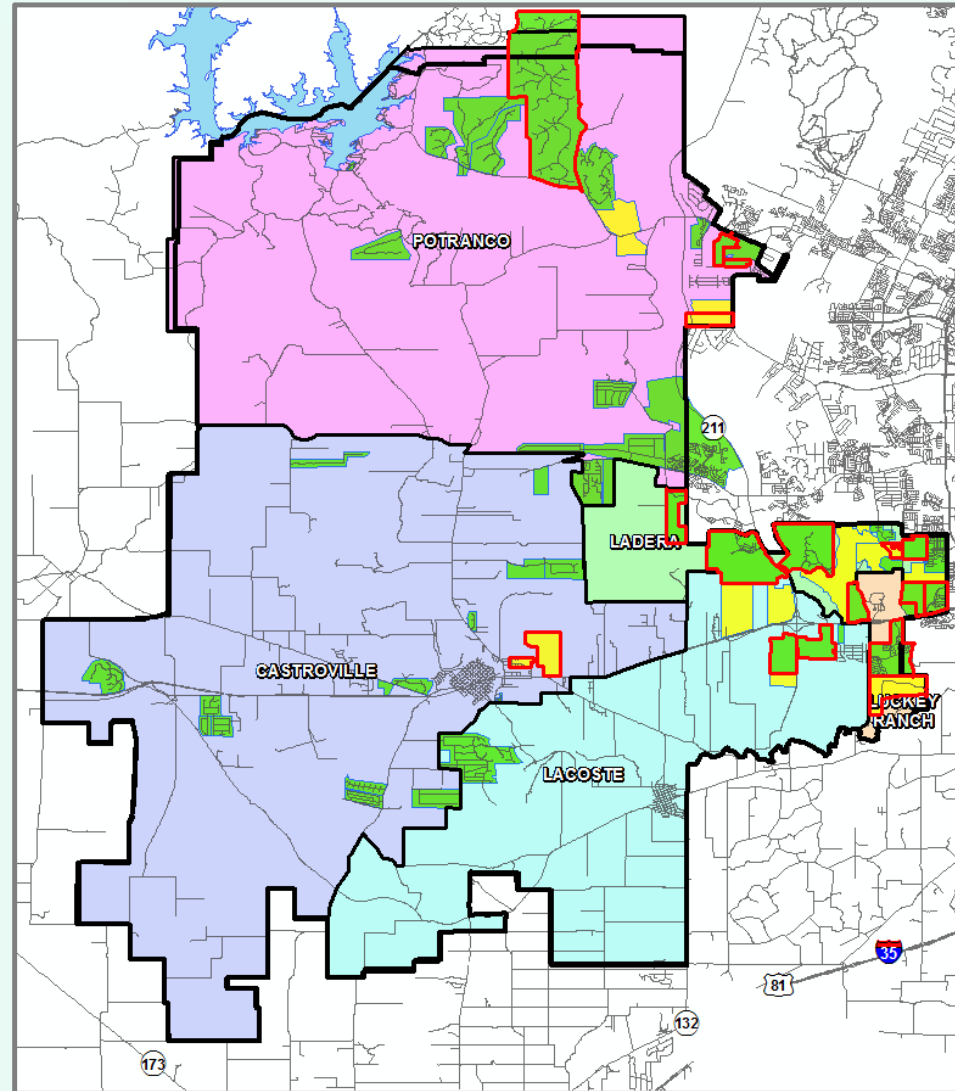 POTRANCO
211
LADERA
CASTROVILLE
LUCKEY
RANCH
LACOSTE
35
81
132
173